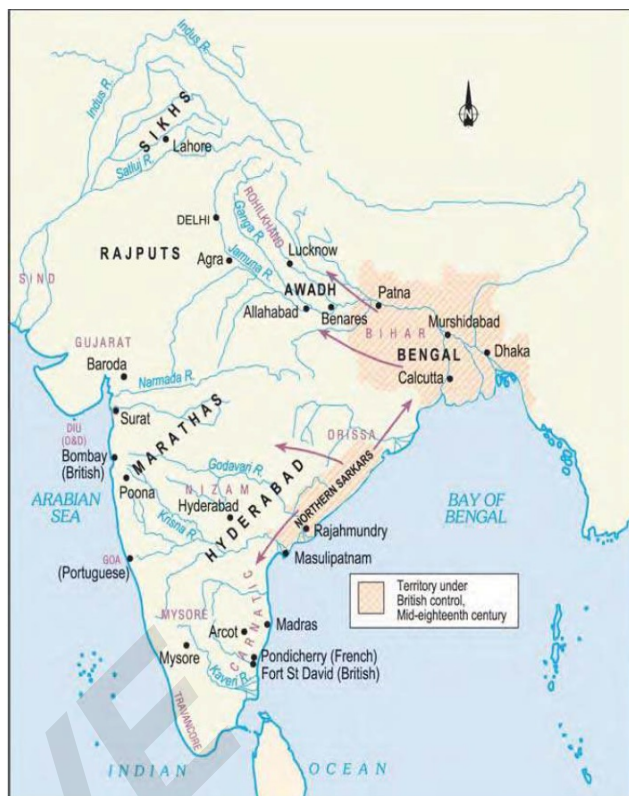 Indus R.
Indus R.
SIKHS
Lahore
Satluj R.
DELHI
ROHILKHAND
Ganga R.
RAJPUTS
Agra
Jamuna R.
Lucknow
SIND
AWADH
Patna
Allahabad
Benares
BIHAR
Murshidabad
GUJARAT
BENGAL
Dhaka
Baroda
Calcutta
Narmada R.
Surat
DIU
(D&D)
MARATHAS
ORISSA
Bombay
(British)
Godavari R.
NORTHERN SARKARS
ARABIAN
SEA
Poona
NIZAM
HYDERABAD
BAY OF
BENGAL
Hyderabad
Krisna R.
Rajahmundry
Masulipatnam
GOA
(Portuguese)
Territory under
British control,
Mid-eighteenth century
CARNATIC
MYSORE
Madras
Arcot
Mysore
Pondicherry (French)
Fort St David (British)
Kaveri R.
TRAVANCORE
INDIAN OCEAN